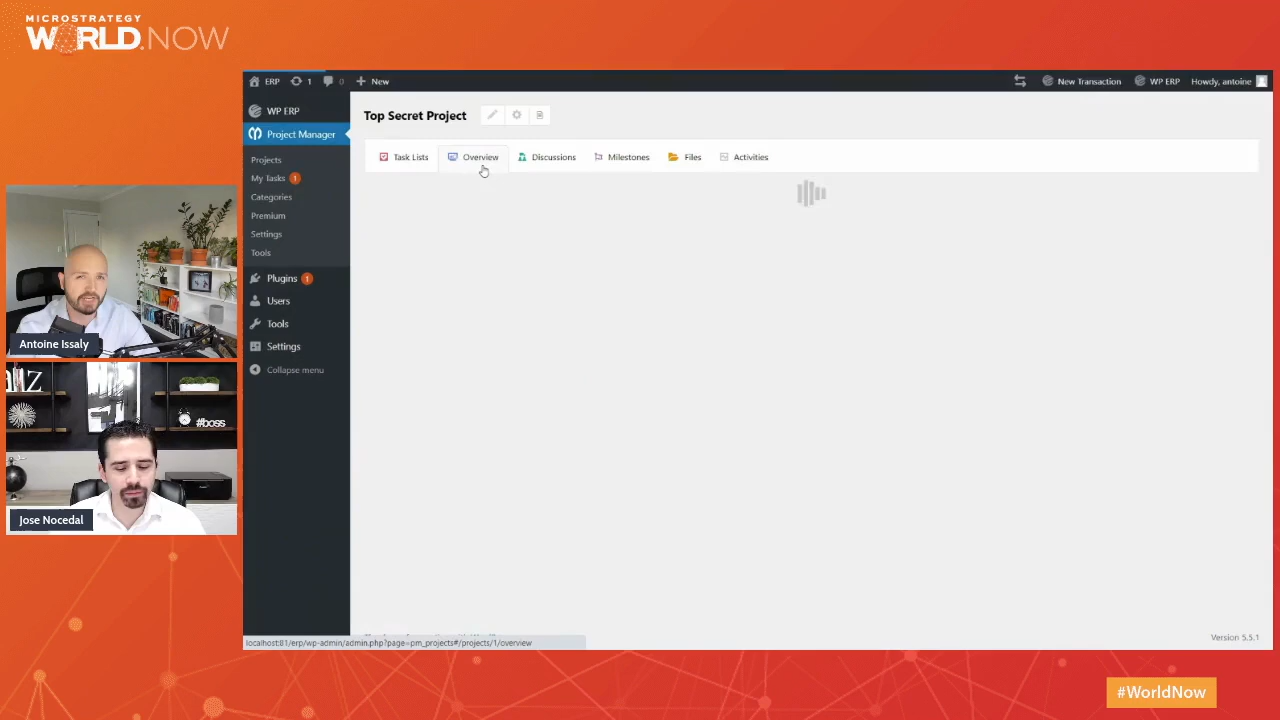 MICROSTRATEGY
WORLD.NOW
ERP 1 0 New
New Transaction WP ERP Howdy, antoine
WP ERP
Project Manager
Projects
My Tasks 1
Categories
Premium
Settings
Tools
Plugins 1
Users
Tools
Settings
Collapse menu
Top Secret Project
Task Lists Overview Discussions Milestones Files Activities
Antoine Issaly
#boss
Jose Nocedal
localhost:81/erp/wp-admin/admin.php?page=pm_projects#/projects/1/overview
Version 5.5.1
#WorldNow